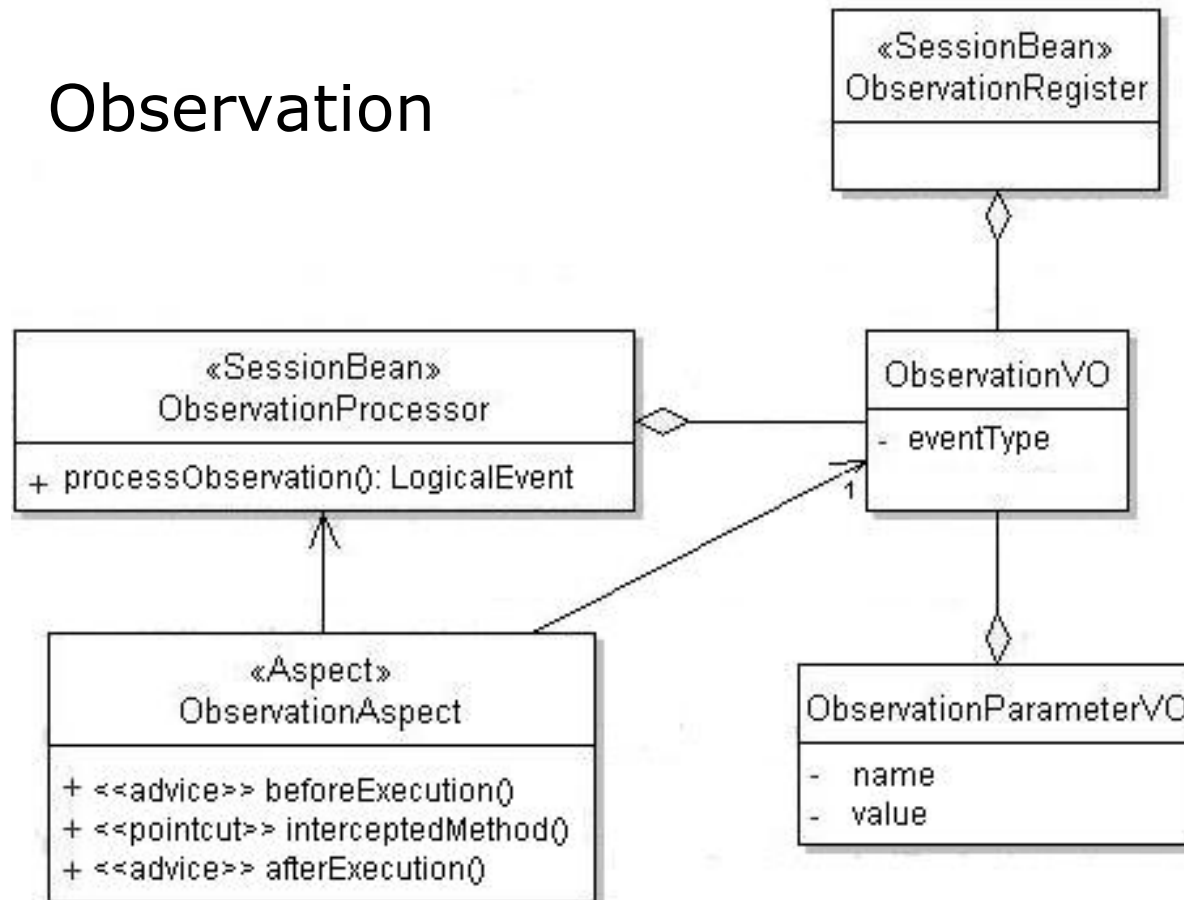 Observation
«SessionBean»
ObservationRegister
«SessionBean»
ObservationProcessor
+ processObservation(): LogicalEvent
ObservationVO
- eventType
1
«Aspect»
ObservationAspect
+ <<advice>> beforeExecution()
+ <<pointcut>> interceptedMethod()
+ <<advice>> afterExecution()
ObservationParameterVO
- name
- value